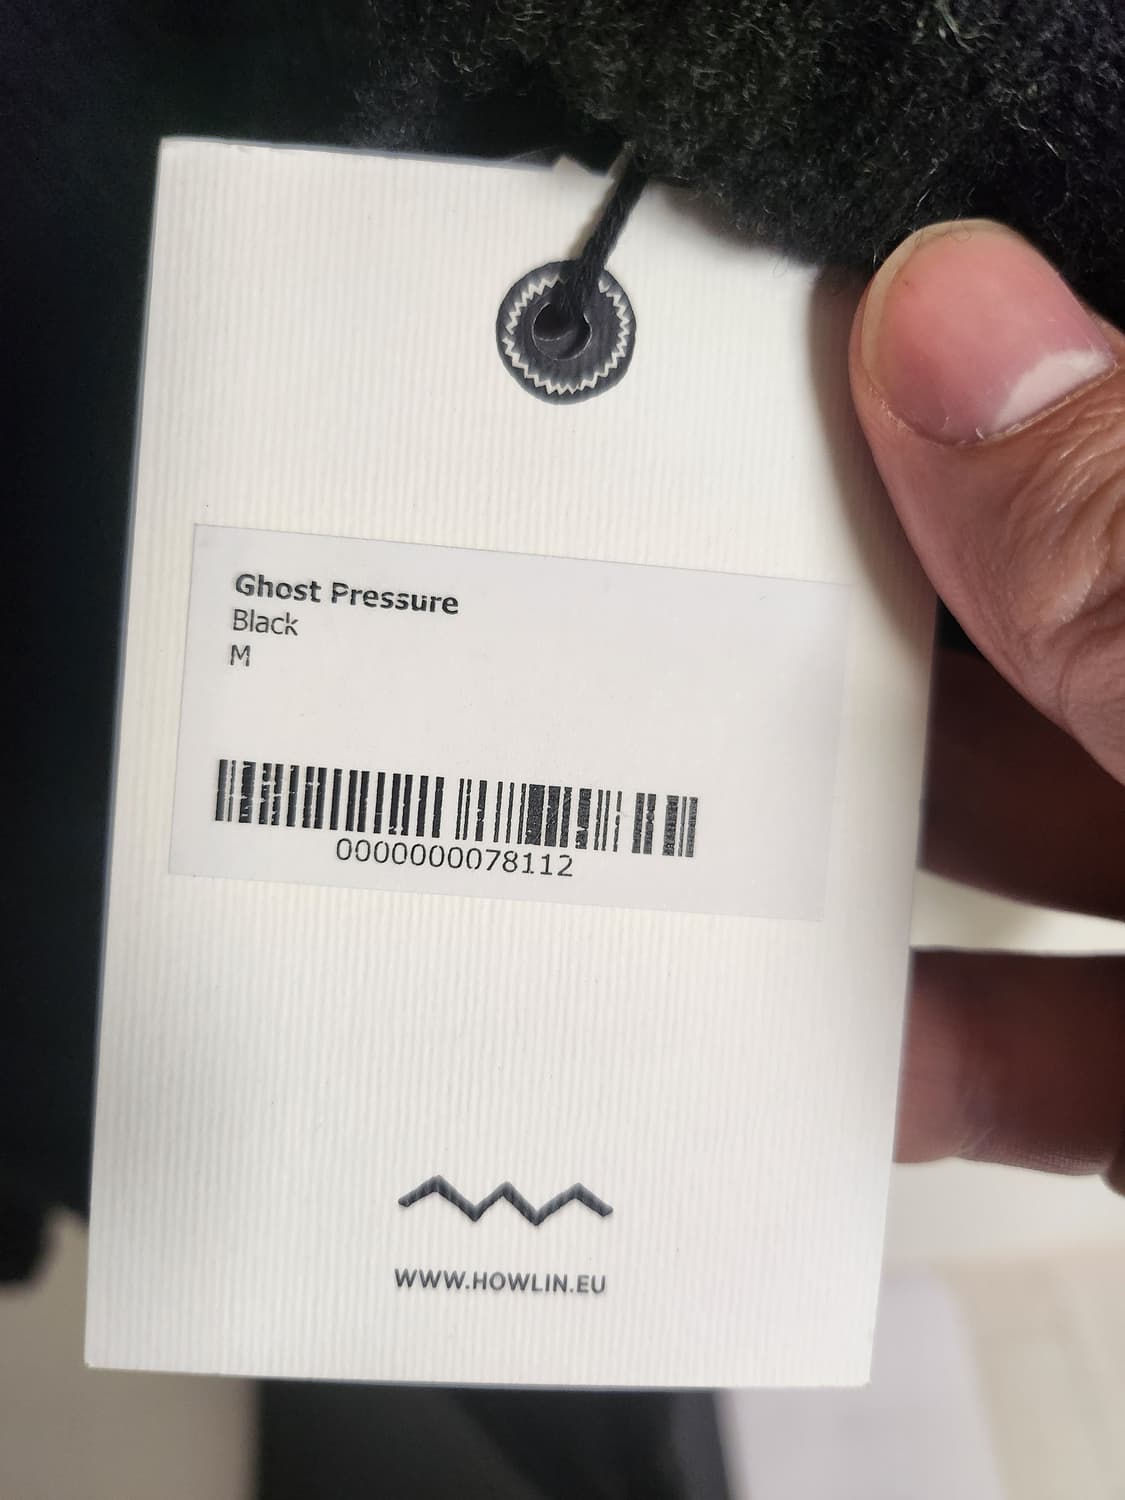 Ghost Pressure
Black
M
0000000078112
WWW.HOWLIN.EU